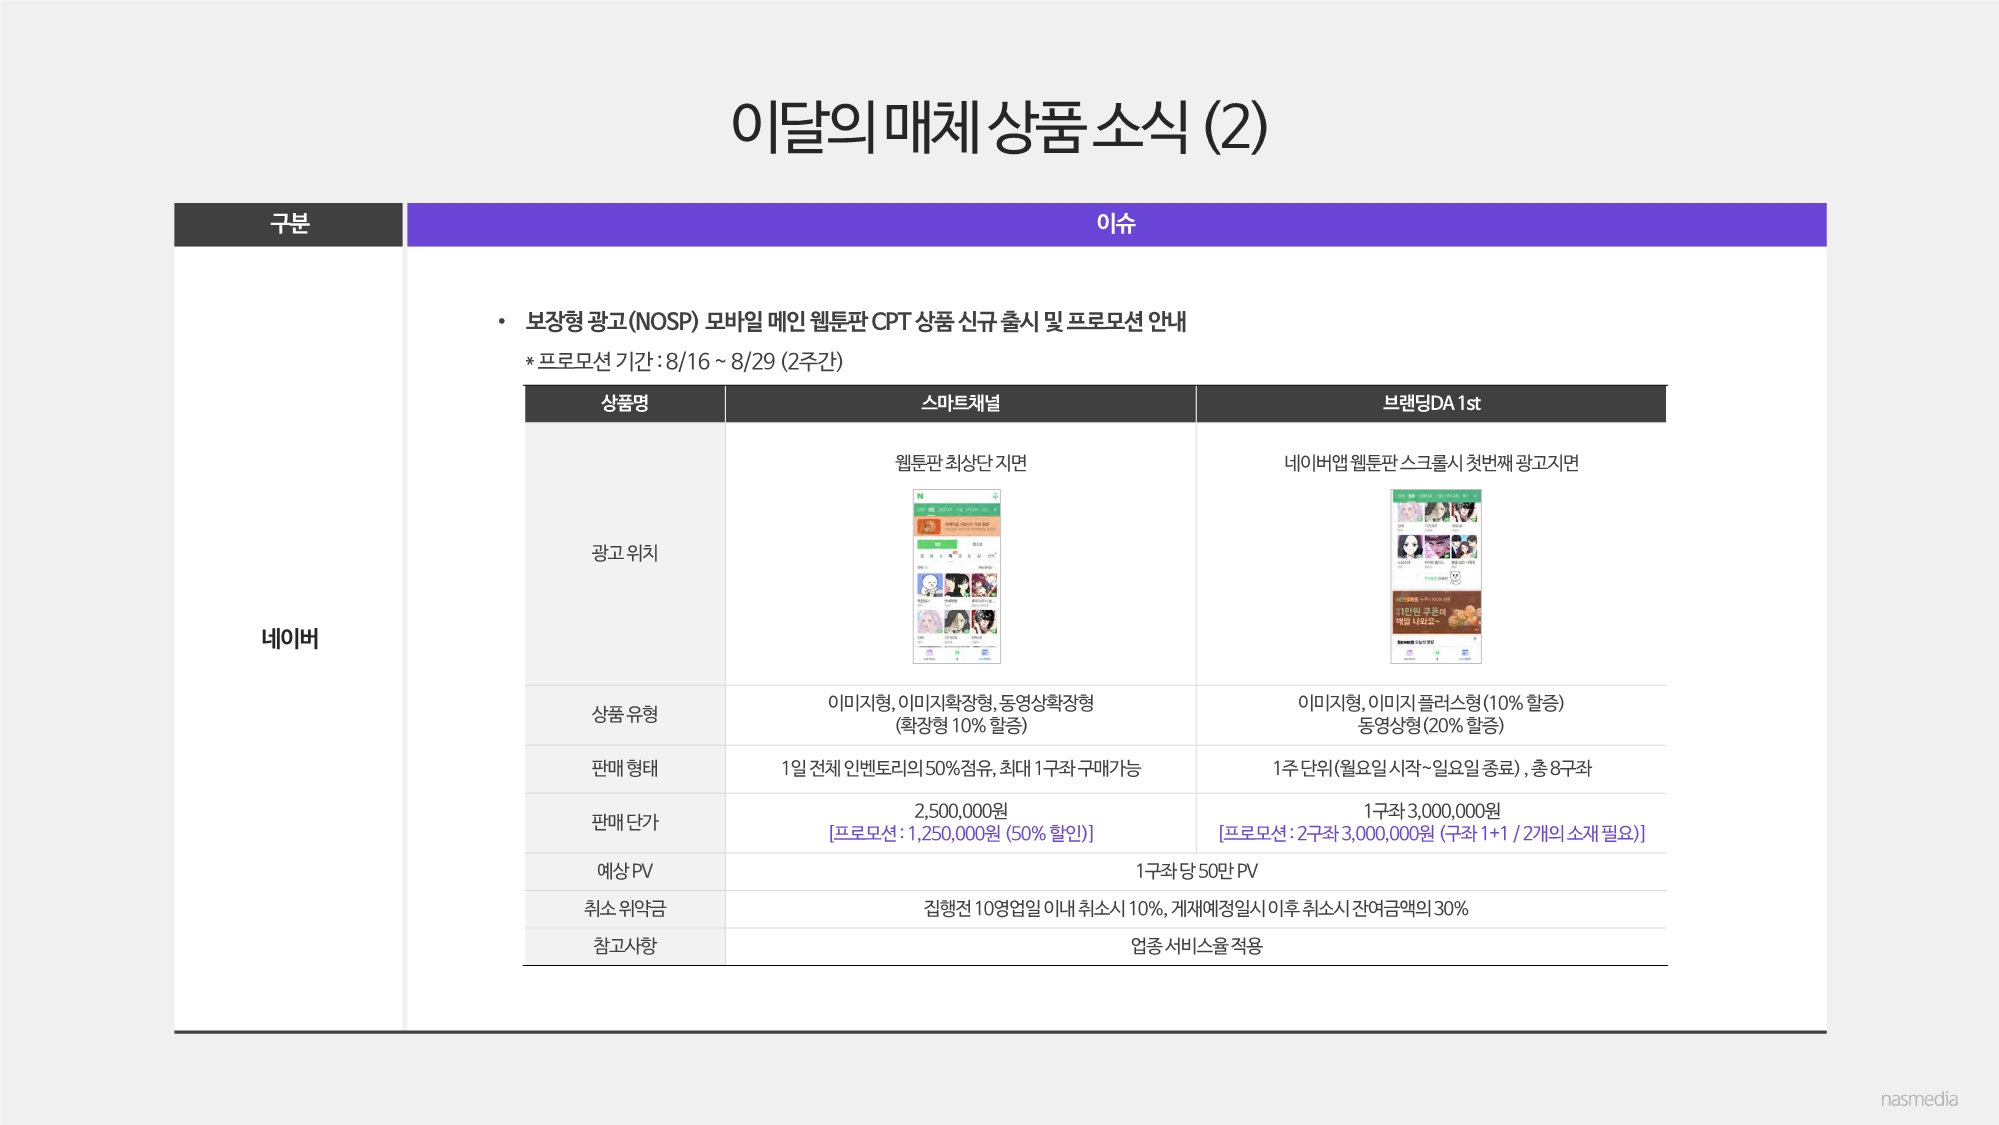 이달의 매체 상품 소식 (2)
구분
이슈
네이버
• 보장형 광고(NOSP) 모바일 메인 웹툰판 CPT 상품 신규 출시 및 프로모션 안내
* 프로모션 기간 : 8/16 ~ 8/29 (2주간)
상품명
스마트채널
브랜딩DA 1st
광고 위치
웹툰판 최상단 지면
네이버앱 웹툰판 스크롤시 첫번째 광고지면
N
1만원 쿠폰이
매일 나와요~
상품 유형
이미지형, 이미지확장형, 동영상확장형
(확장형 10% 할증)
이미지형, 이미지 플러스형(10% 할증)
동영상형(20% 할증)
판매 형태
1일 전체 인벤토리의 50%점유, 최대 1구좌 구매가능
1주 단위(월요일 시작~일요일 종료) , 총 8구좌
판매 단가
2,500,000원
[프로모션 : 1,250,000원 (50% 할인)]
1구좌 3,000,000원
[프로모션 : 2구좌 3,000,000원 (구좌 1+1 / 2개의 소재 필요)]
예상 PV
1구좌 당 50만 PV
취소 위약금
집행전 10영업일 이내 취소시 10%, 게재예정일시 이후 취소시 잔여금액의 30%
참고사항
업종 서비스율 적용
nasmedia